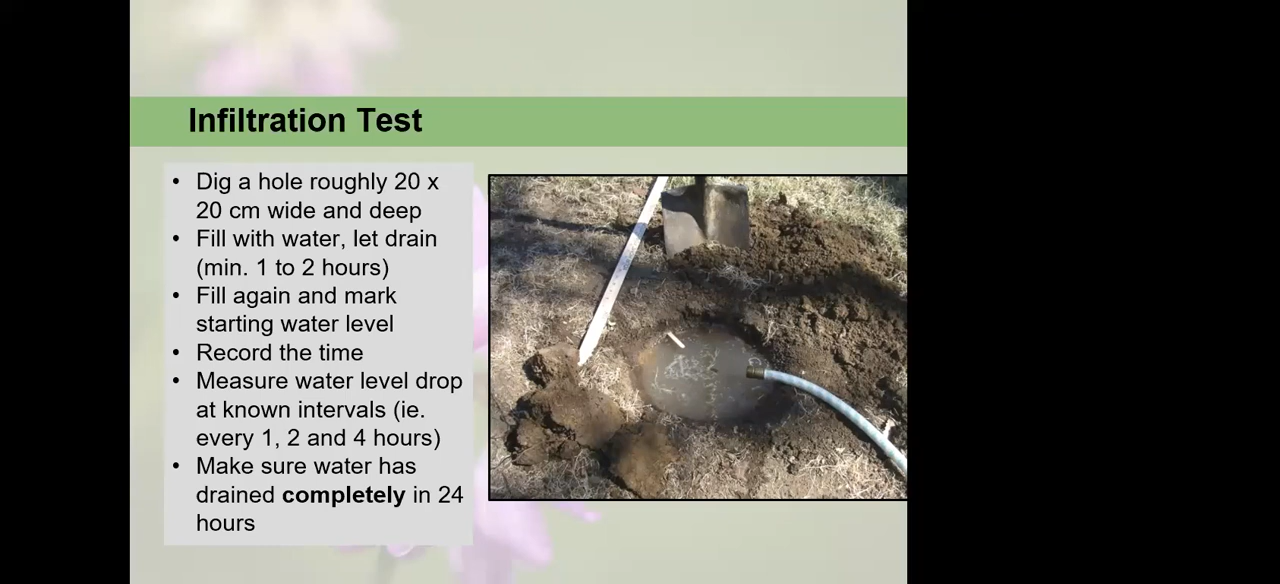 Infiltration Test
• Dig a hole roughly 20 x
20 cm wide and deep
• Fill with water, let drain
(min. 1 to 2 hours)
• Fill again and mark
starting water level
• Record the time
• Measure water level drop
at known intervals (ie.
every 1, 2 and 4 hours)
• Make sure water has
drained completely in 24
hours